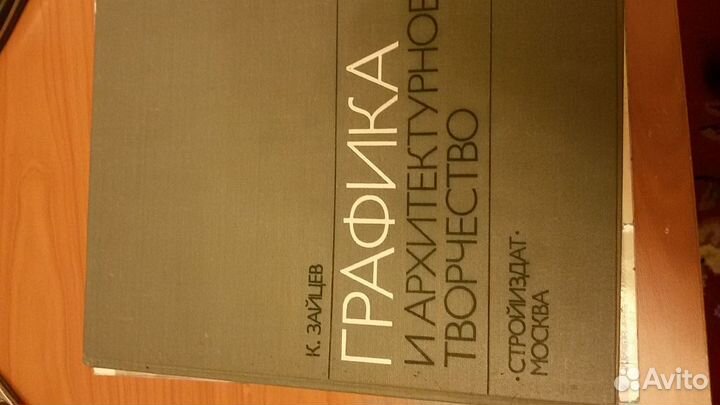 К. ЗАЙЦЕВ
ГРАФИКА
И АРХИТЕКТУРНОЕ
ТВОРЧЕСТВО
·СТРОЙИЗДАТ·
МОСКВА
Avito